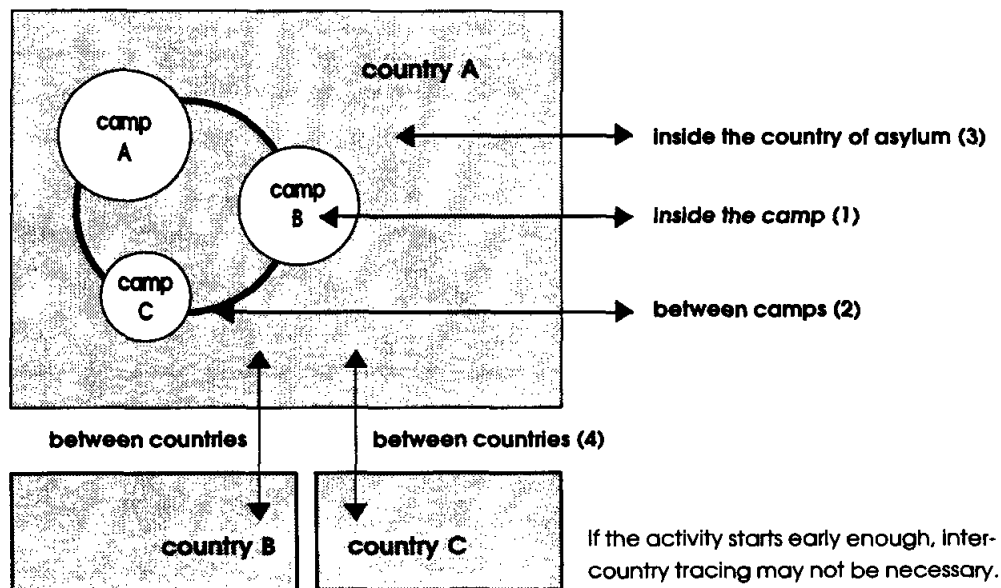 country A
camp
A
camp
B
camp
C
inside the country of asylum (3)
inside the camp (1)
between camps (2)
between countries
between countries (4)
country B
country C
If the activity starts early enough, inter-
country tracing may not be necessary.